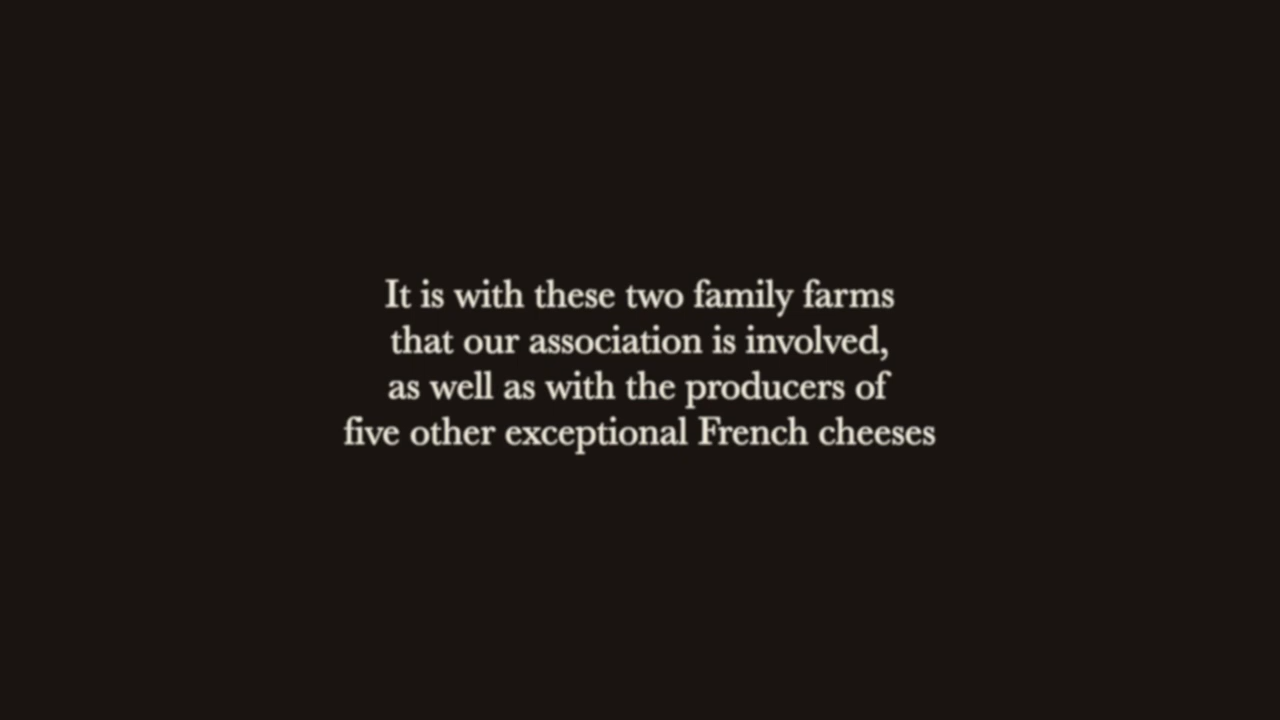 It is with these two family farms
that our association is involved,
as well as with the producers of
five other exceptional French cheeses